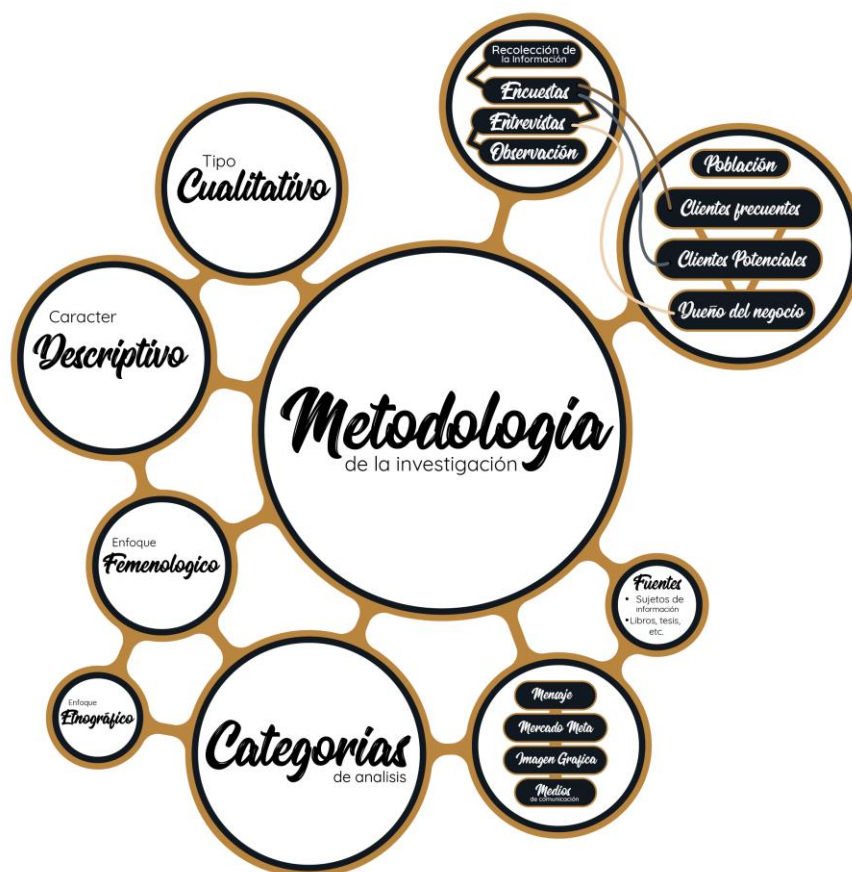 Recolección de
la Información
Encuestas
Entrevistas
Observación
Población
Clientes frecuentes
Clientes Potenciales
Dueño del negocio
Tipo
Cualitativo
Caracter
Descriptivo
Metodología
de la investigación
Enfoque
Femenologico
Fuentes
• Sujetos de
información
•Libros, tesis,
etc.
Enfoque
Etnográfico
Categorías
de analisis
Mensaje
Mercado Meta
Imagen Grafica
Medios
de comunicación